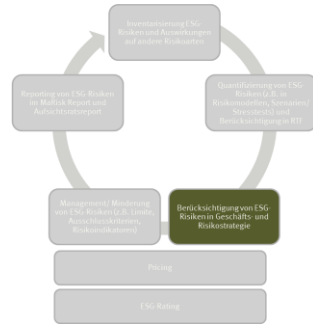 Inventarisierung ESG-
Risiken und Auswirkungen
auf andere Risikoarten
Reporting von ESG-Risiken
im MaRisk Report und
Aufsichtsratsreport
Quantifizierung von ESG-
Risiken (z.B. in
Risikomodellen, Szenarien/
Stresstests) und
Berücksichtigung in RTF
Management/ Minderung
von ESG-Risiken (z.B. Limite,
Ausschlusskriterien,
Risikoindikatoren)
Berücksichtigung von ESG-
Risiken in Geschäfts- und
Risikostrategie
Pricing
ESG-Rating